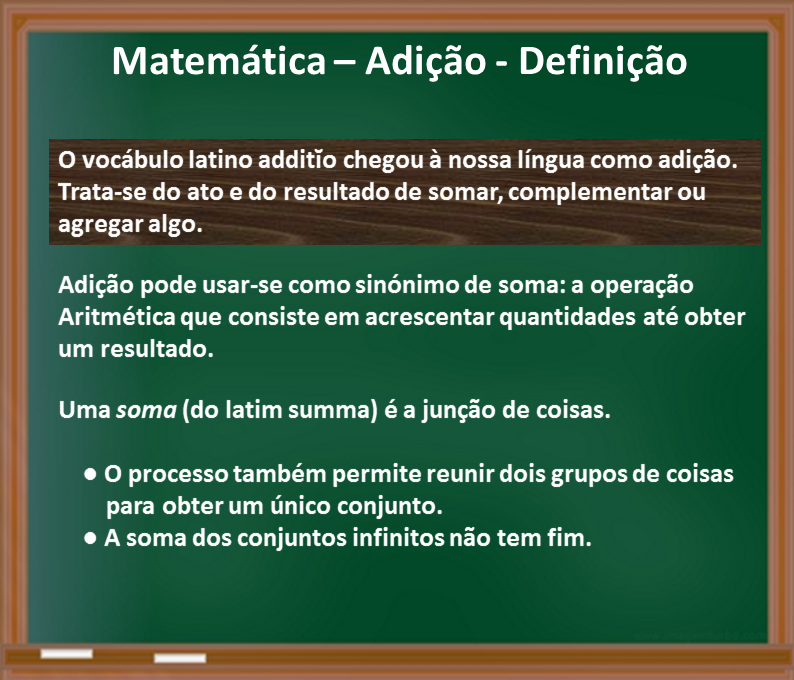 Matemática – Adição - Definição
O vocábulo latino additĭo chegou à nossa língua como adição.
Trata-se do ato e do resultado de somar, complementar ou
agregar algo.
Adição pode usar-se como sinónimo de soma: a operação
Aritmética que consiste em acrescentar quantidades até obter
um resultado.
Uma soma (do latim summa) é a junção de coisas.
● O processo também permite reunir dois grupos de coisas
para obter um único conjunto.
● A soma dos conjuntos infinitos não tem fim.